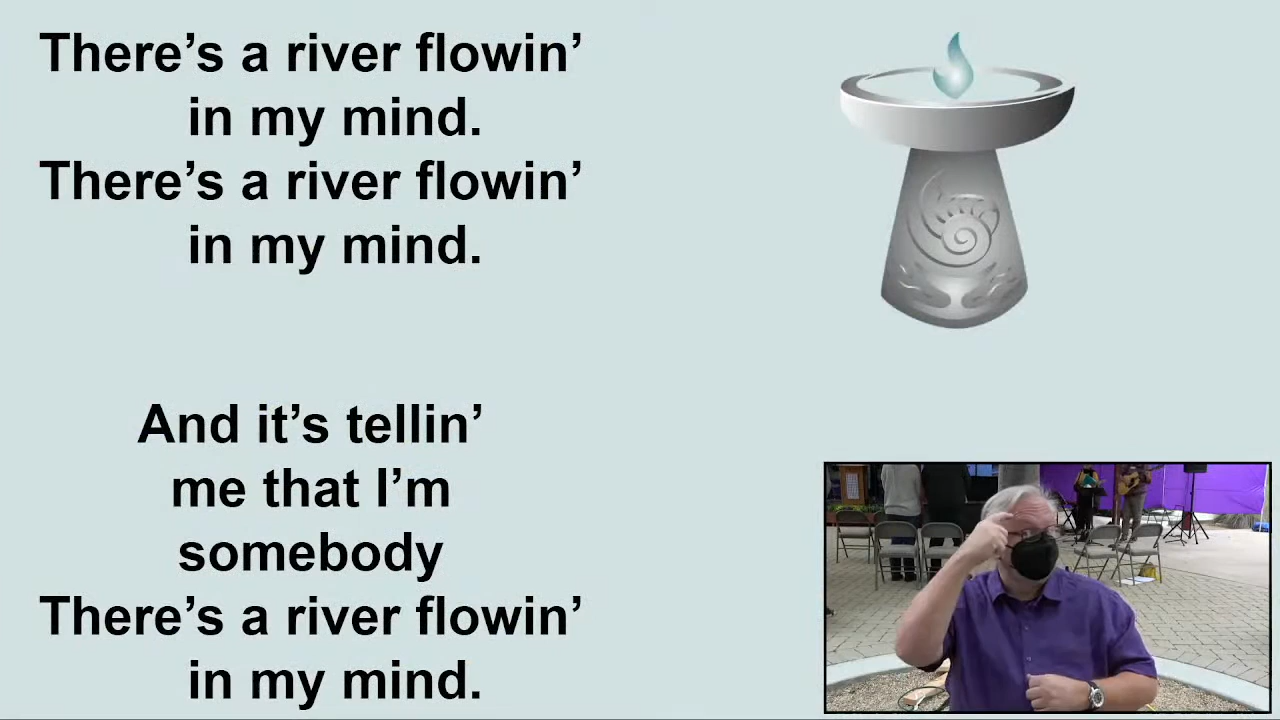 There’s a river flowin’
in my mind.
There’s a river flowin’
in my mind.
And it’s tellin’
me that I’m
somebody
There’s a river flowin’
in my mind.